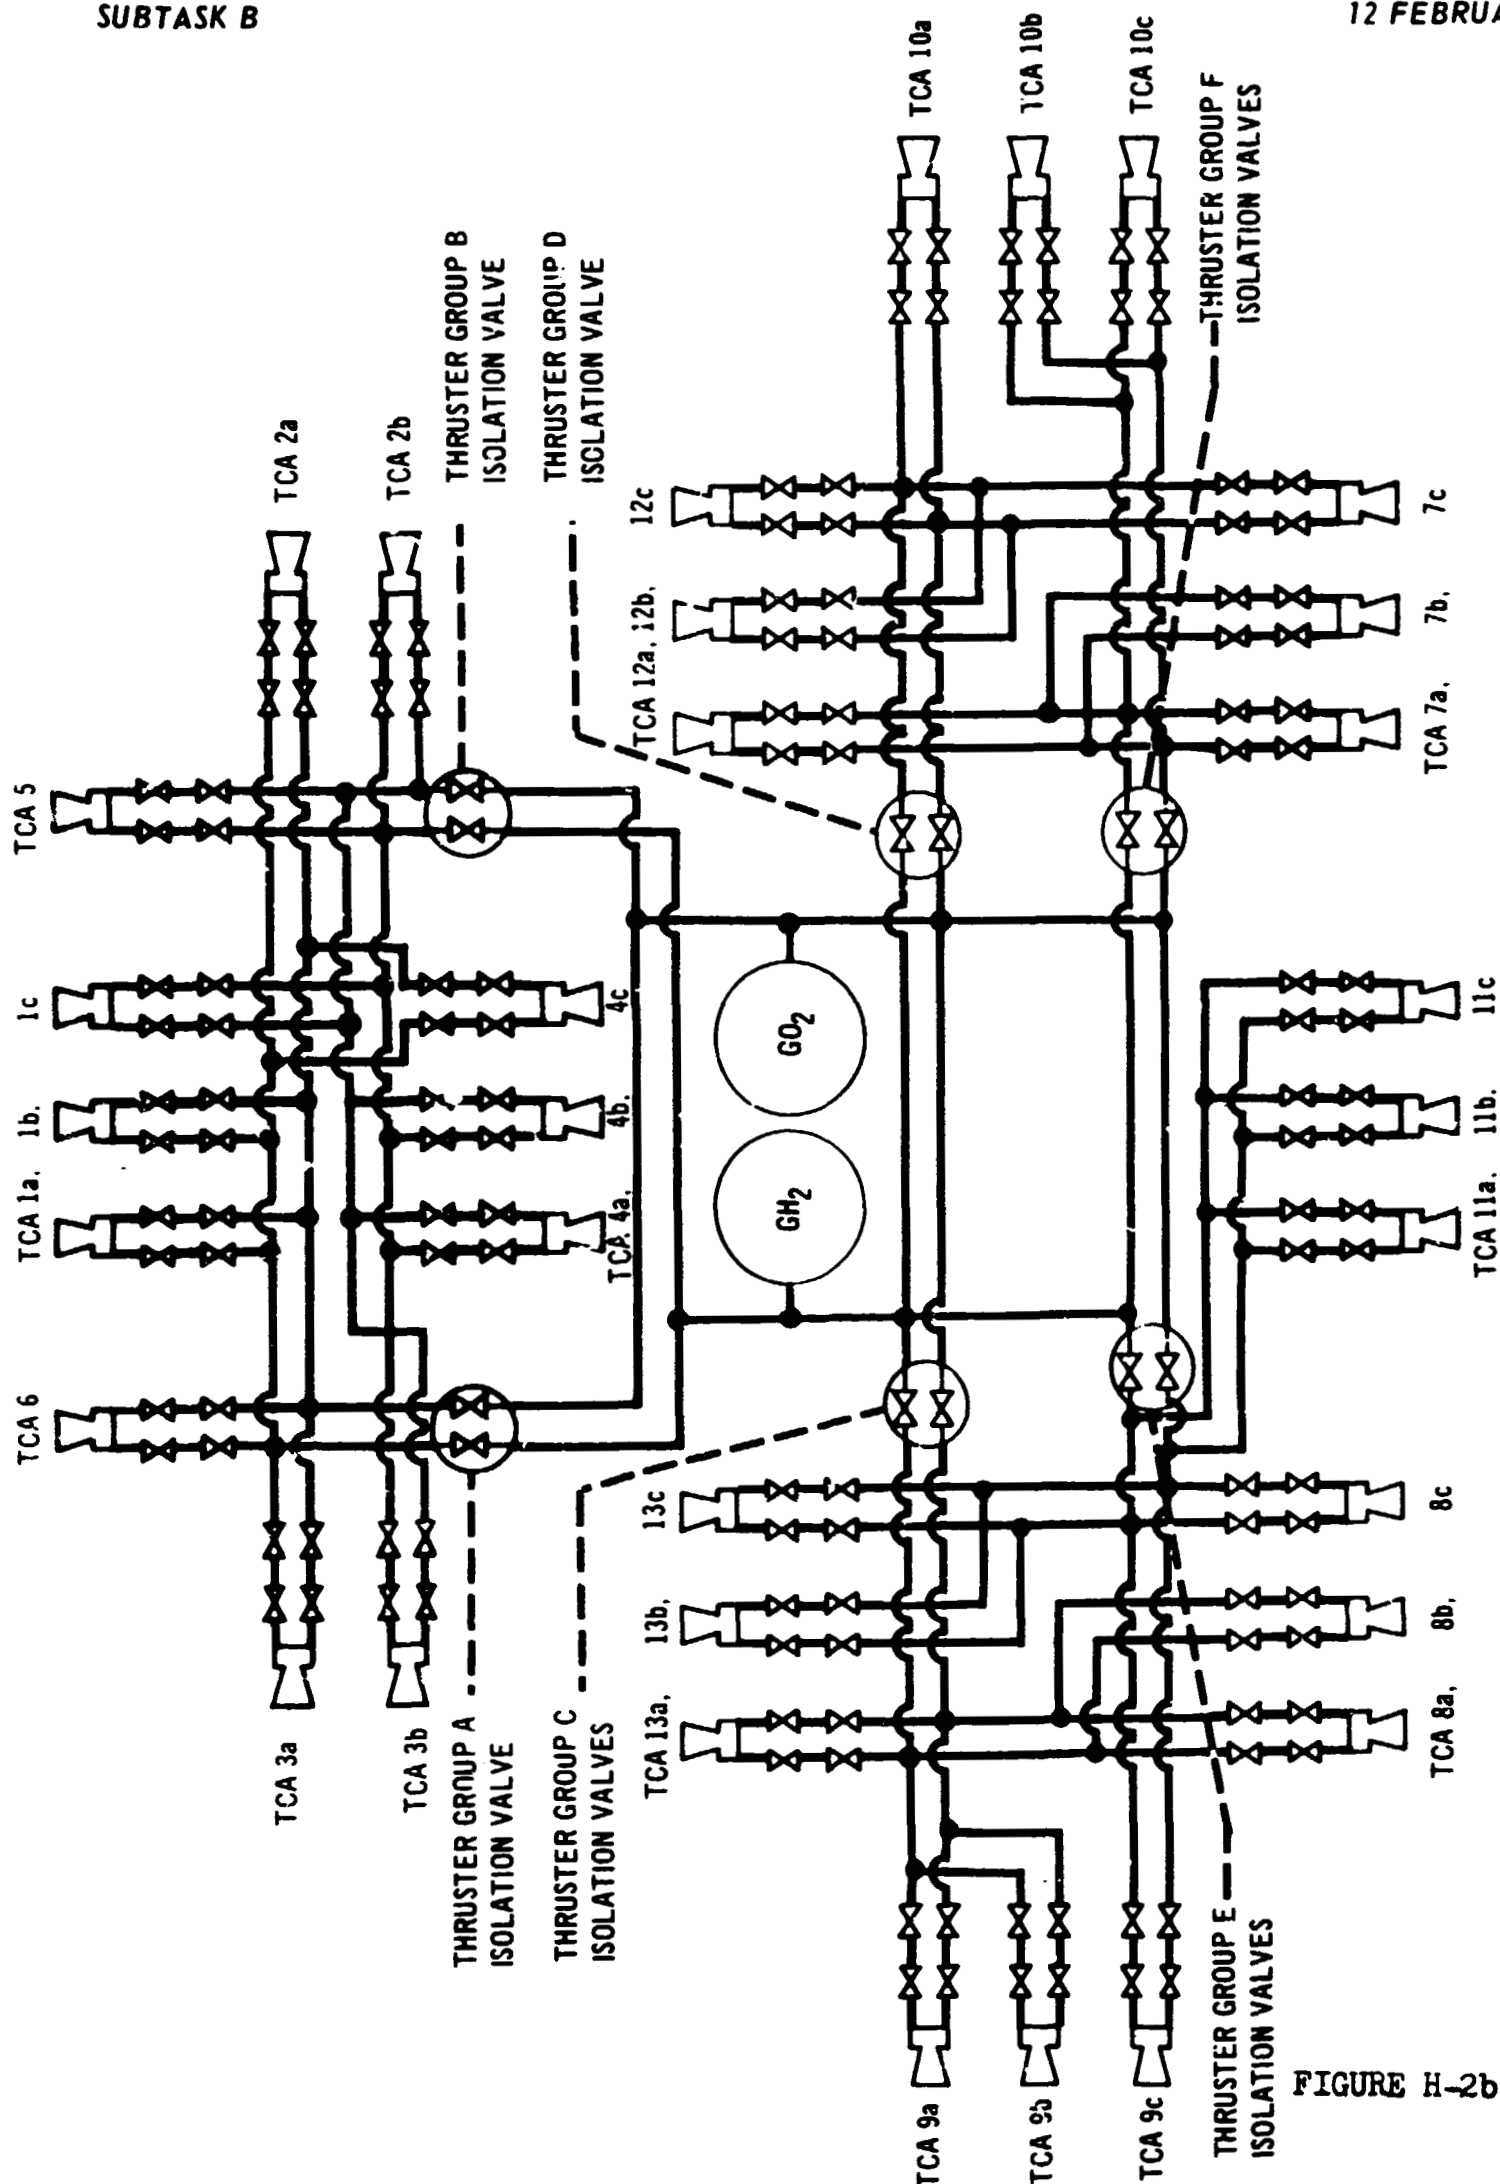 SUBTASK B
12 FEBRUA
TCA 10a
TCA 10b
TCA 10c
THRUSTER GROUP F
ISOLATION VALVES
THRUSTER GROUP B
ISOLATION VALVE
THRUSTER GROUP D
ISOLATION VALVE
TCA 2a
TCA 2b
TCA 5
12c
TCA 12a, 12b,
7c
7b,
TCA 7a,
1c
1b,
TCA 1a,
4c
4b,
TCA 4a,
GO2
GH2
11c
11b,
TCA 11a,
TCA 6
13c
13b,
TCA 13a,
8c
8b,
TCA 8a,
TCA 3a
TCA 3b
THRUSTER GROUP A
ISOLATION VALVE
THRUSTER GROUP C
ISOLATION VALVES
THRUSTER GROUP E
ISOLATION VALVES
TCA 9a
TCA 9b
TCA 9c
FIGURE H-2b